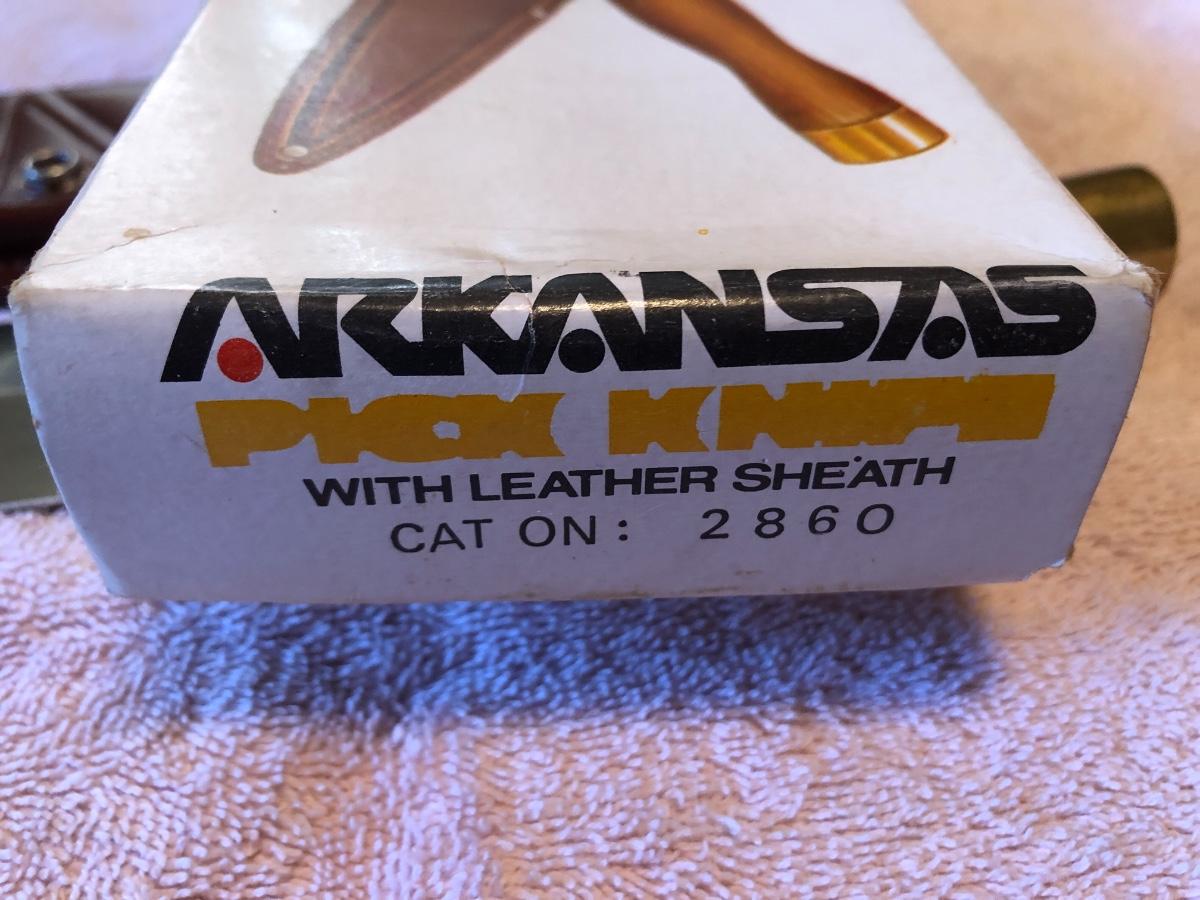 ARKANSAS
PICK KNIFE
WITH LEATHER SHEATH
CAT ON: 2860